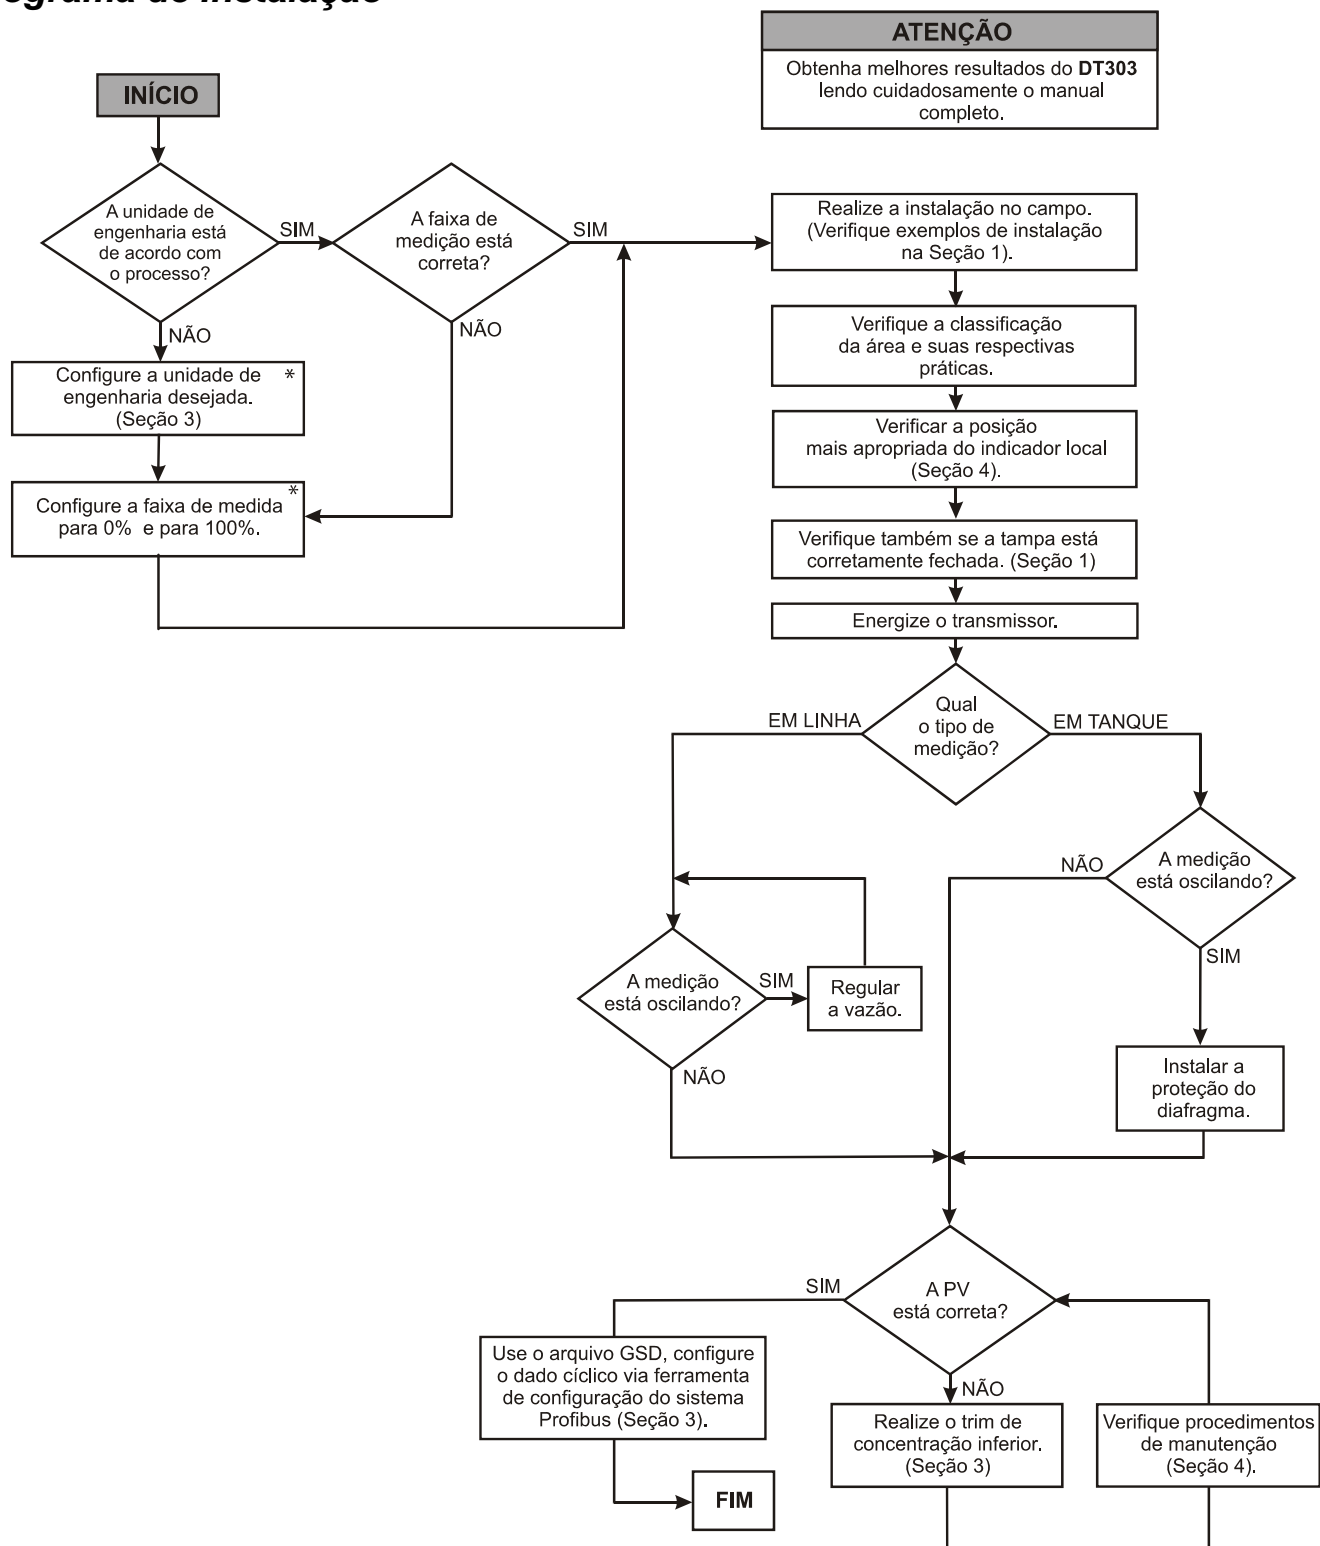 ograma de Instalação
ATENÇÃO
Obtenha melhores resultados do DT303
lendo cuidadosamente o manual
completo.
INÍCIO
A unidade de
engenharia está
de acordo com
o processo?
SIM
A faixa de
medição está
correta?
SIM
Realize a instalação no campo.
(Verifique exemplos de instalação
na Seção 1).
NÃO
NÃO
Configure a unidade de *
engenharia desejada.
(Seção 3)
Verifique a classificação
da área e suas respectivas
práticas.
Verificar a posição
mais apropriada do indicador local
(Seção 4).
Configure a faixa de medida *
para 0% e para 100%.
Verifique também se a tampa está
corretamente fechada. (Seção 1)
Energize o transmissor.
Qual
o tipo de
medição?
EM LINHA
EM TANQUE
NÃO
A medição
está oscilando?
SIM
A medição
está oscilando?
SIM
Regular
a vazão.
NÃO
Instalar a
proteção do
diafragma.
SIM
A PV
está correta?
Use o arquivo GSD, configure
o dado cíclico via ferramenta
de configuração do sistema
Profibus (Seção 3).
NÃO
Realize o trim de
concentração inferior.
(Seção 3)
Verifique procedimentos
de manutenção
(Seção 4).
FIM